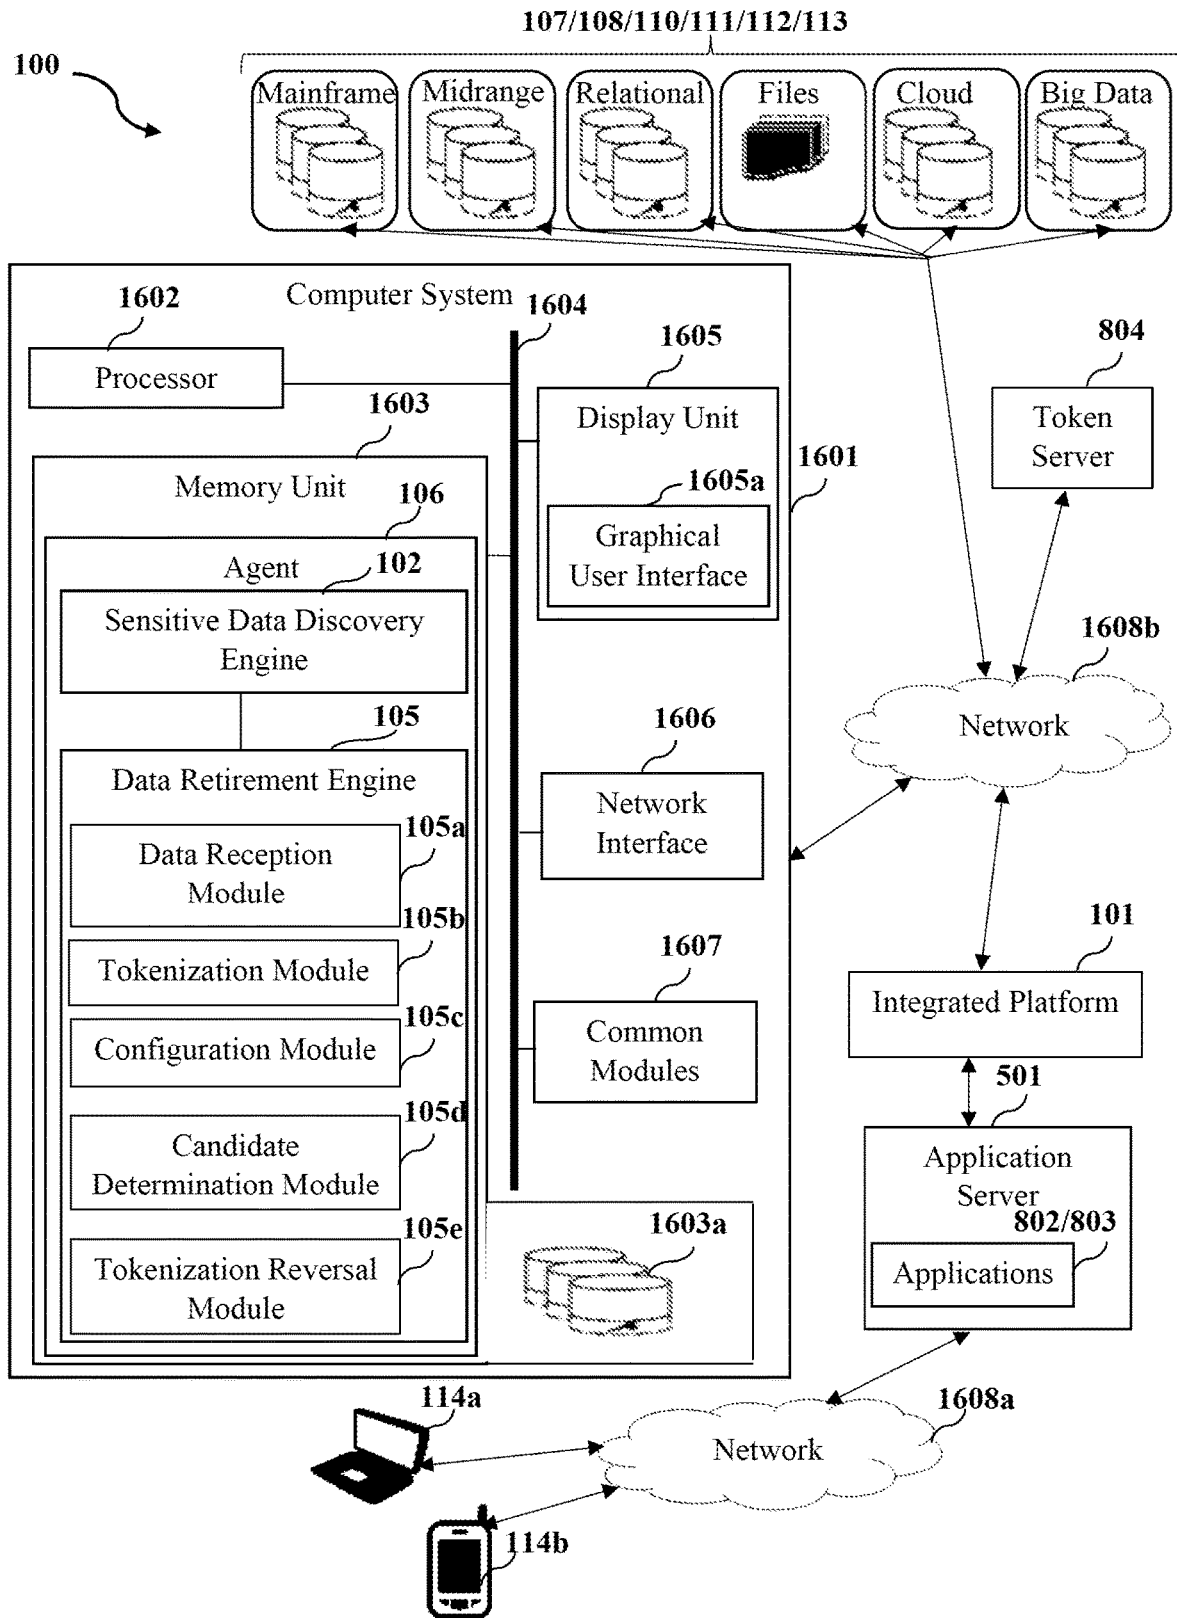 107/108/110/111/112/113
100
Mainframe
Midrange
Relational
Files
Cloud
Big Data
Computer System
1602
Processor
1604
1605
Display Unit
1605a
Graphical
User Interface
1601
804
Token
Server
1603
Memory Unit
106
Agent
102
Sensitive Data Discovery
Engine
105
Data Retirement Engine
105a
Data Reception
Module
105b
Tokenization Module
105c
Configuration Module
105d
Candidate
Determination Module
105e
Tokenization Reversal
Module
1606
Network
Interface
1607
Common
Modules
1603a
1608b
Network
101
Integrated Platform
501
Application
Server
802/803
Applications
114a
1608a
Network
114b